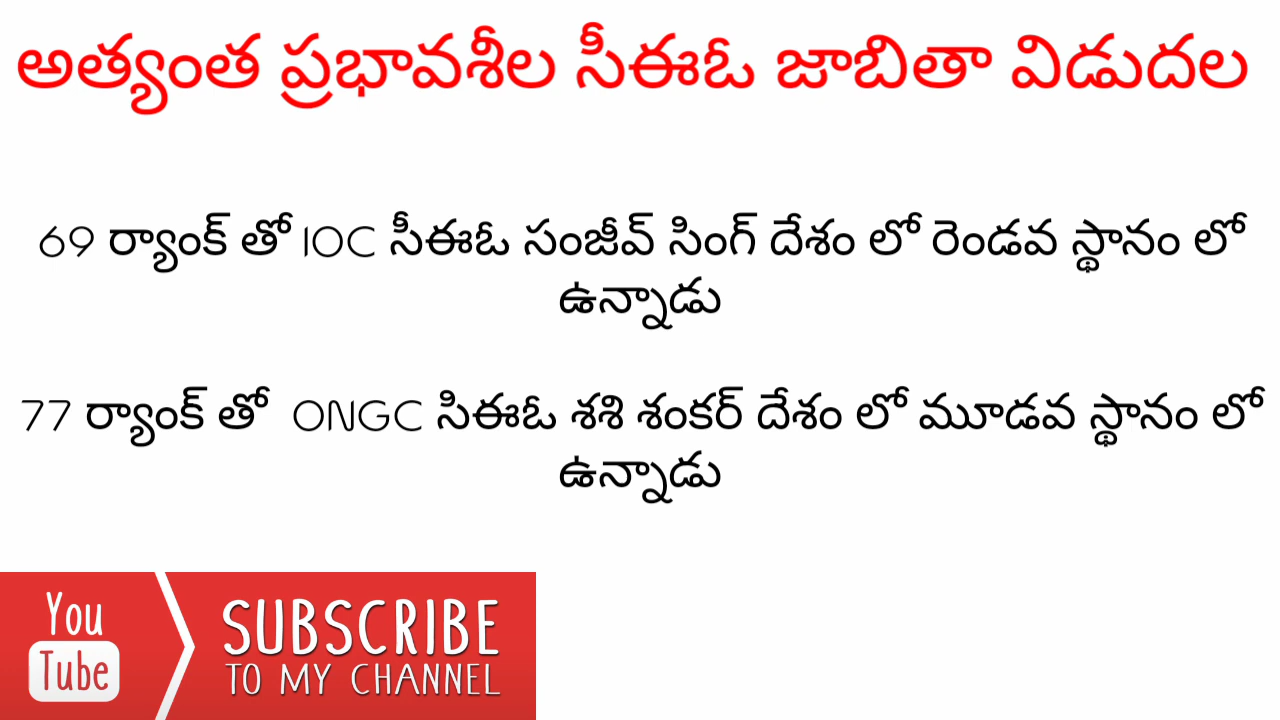 అత్యంత ప్రభావశీల సీఈఓ జాబితా విడుదల
69 ర్యాంక్ తో IOC సీఈఓ సంజీవ్ సింగ్ దేశం లో రెండవ స్థానం లో
ఉన్నాడు
77 ర్యాంక్ తో ONGC సిఈఓ శశి శంకర్ దేశం లో మూడవ స్థానం లో
ఉన్నాడు
You
Tube
SUBSCRIBE
TO MY CHANNEL